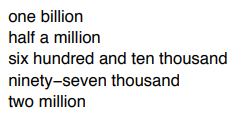 one billion
half a million
six hundred and ten thousand
ninety–seven thousand
two million